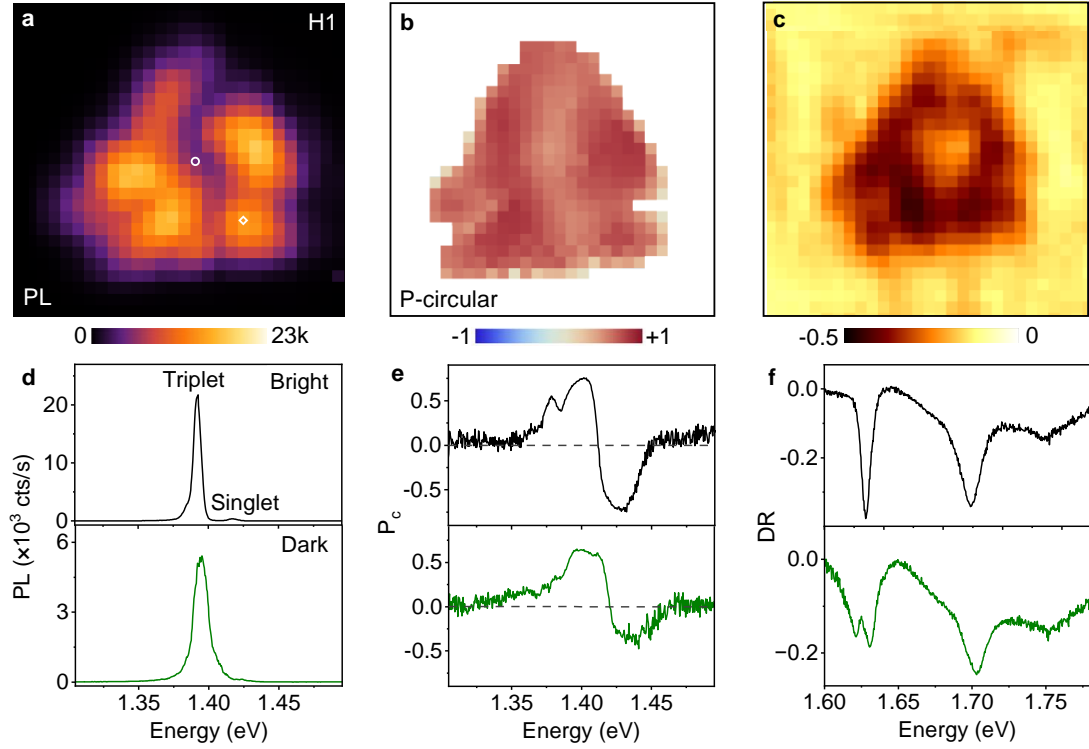 a
H1
PL
0
23k
b
P-circular
-1
+1
c
-0.5
0
d
Triplet
Bright
Singlet
20
10
0
Dark
6
3
0
PL (×10³ cts/s)
1.35
1.40
1.45
Energy (eV)
e
0.5
0.0
-0.5
0.5
0.0
-0.5
P_c
1.35
1.40
1.45
Energy (eV)
f
0.0
-0.2
0.0
-0.2
DR
1.60
1.65
1.70
1.75
Energy (eV)